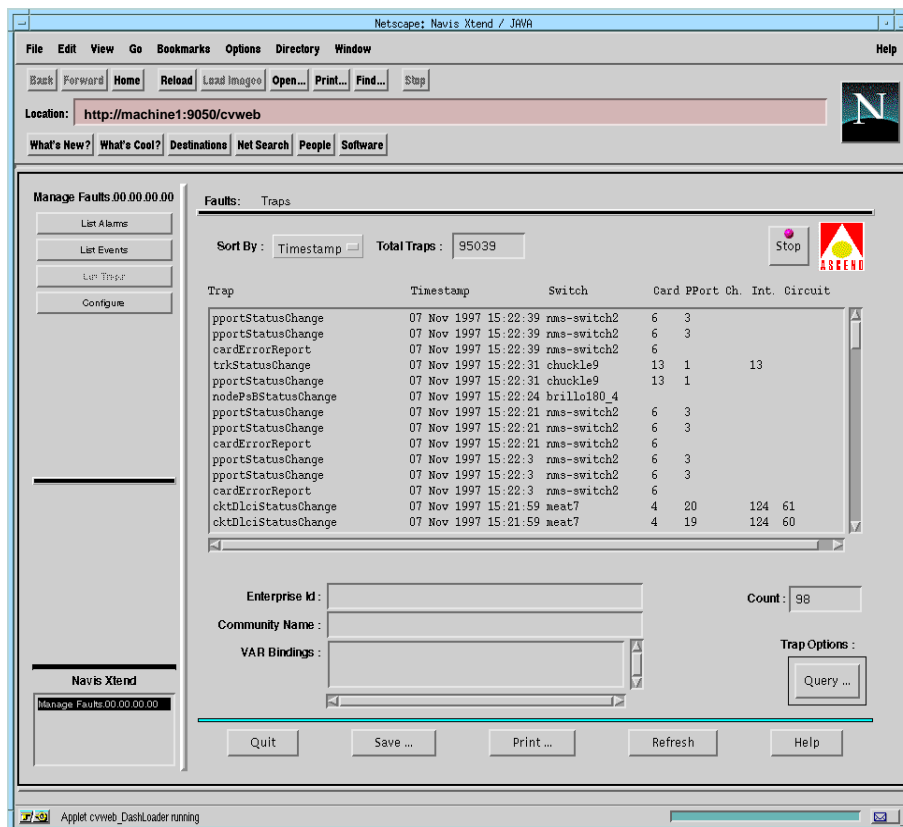 Netscape: Navis Xtend / JAVA
File Edit View Go Bookmarks Options Directory Window Help
Back Forward Home Reload Load Images Open... Print... Find... Stop
Location: http://machine1:9050/cvweb
N
What's New? What's Cool? Destinations Net Search People Software
Manage Faults.00.00.00.00
List Alarms
List Events
List Traps
Configure
Faults: Traps
Sort By : Timestamp Total Traps : 95039 Stop
ASCEND
Trap Timestamp Switch Card PPort Ch. Int. Circuit
pportStatusChange 07 Nov 1997 15:22:39 nms-switch2 6 3
pportStatusChange 07 Nov 1997 15:22:39 nms-switch2 6 3
cardErrorReport 07 Nov 1997 15:22:39 nms-switch2 6
trkStatusChange 07 Nov 1997 15:22:31 chuckle9 13 1 13
pportStatusChange 07 Nov 1997 15:22:31 chuckle9 13 1
nodePsBStatusChange 07 Nov 1997 15:22:24 brillo180_4
pportStatusChange 07 Nov 1997 15:22:21 nms-switch2 6 3
pportStatusChange 07 Nov 1997 15:22:21 nms-switch2 6 3
cardErrorReport 07 Nov 1997 15:22:21 nms-switch2 6
pportStatusChange 07 Nov 1997 15:22:3 nms-switch2 6 3
pportStatusChange 07 Nov 1997 15:22:3 nms-switch2 6 3
cardErrorReport 07 Nov 1997 15:22:3 nms-switch2 6
cktDlciStatusChange 07 Nov 1997 15:21:59 meat7 4 20 124 61
cktDlciStatusChange 07 Nov 1997 15:21:59 meat7 4 19 124 60
Enterprise Id :
Count : 98
Community Name :
VAR Bindings :
Trap Options :
Query ...
Navis Xtend
Manage Faults.00.00.00.00
Quit Save ... Print ... Refresh Help
Applet cvweb_DashLoader running